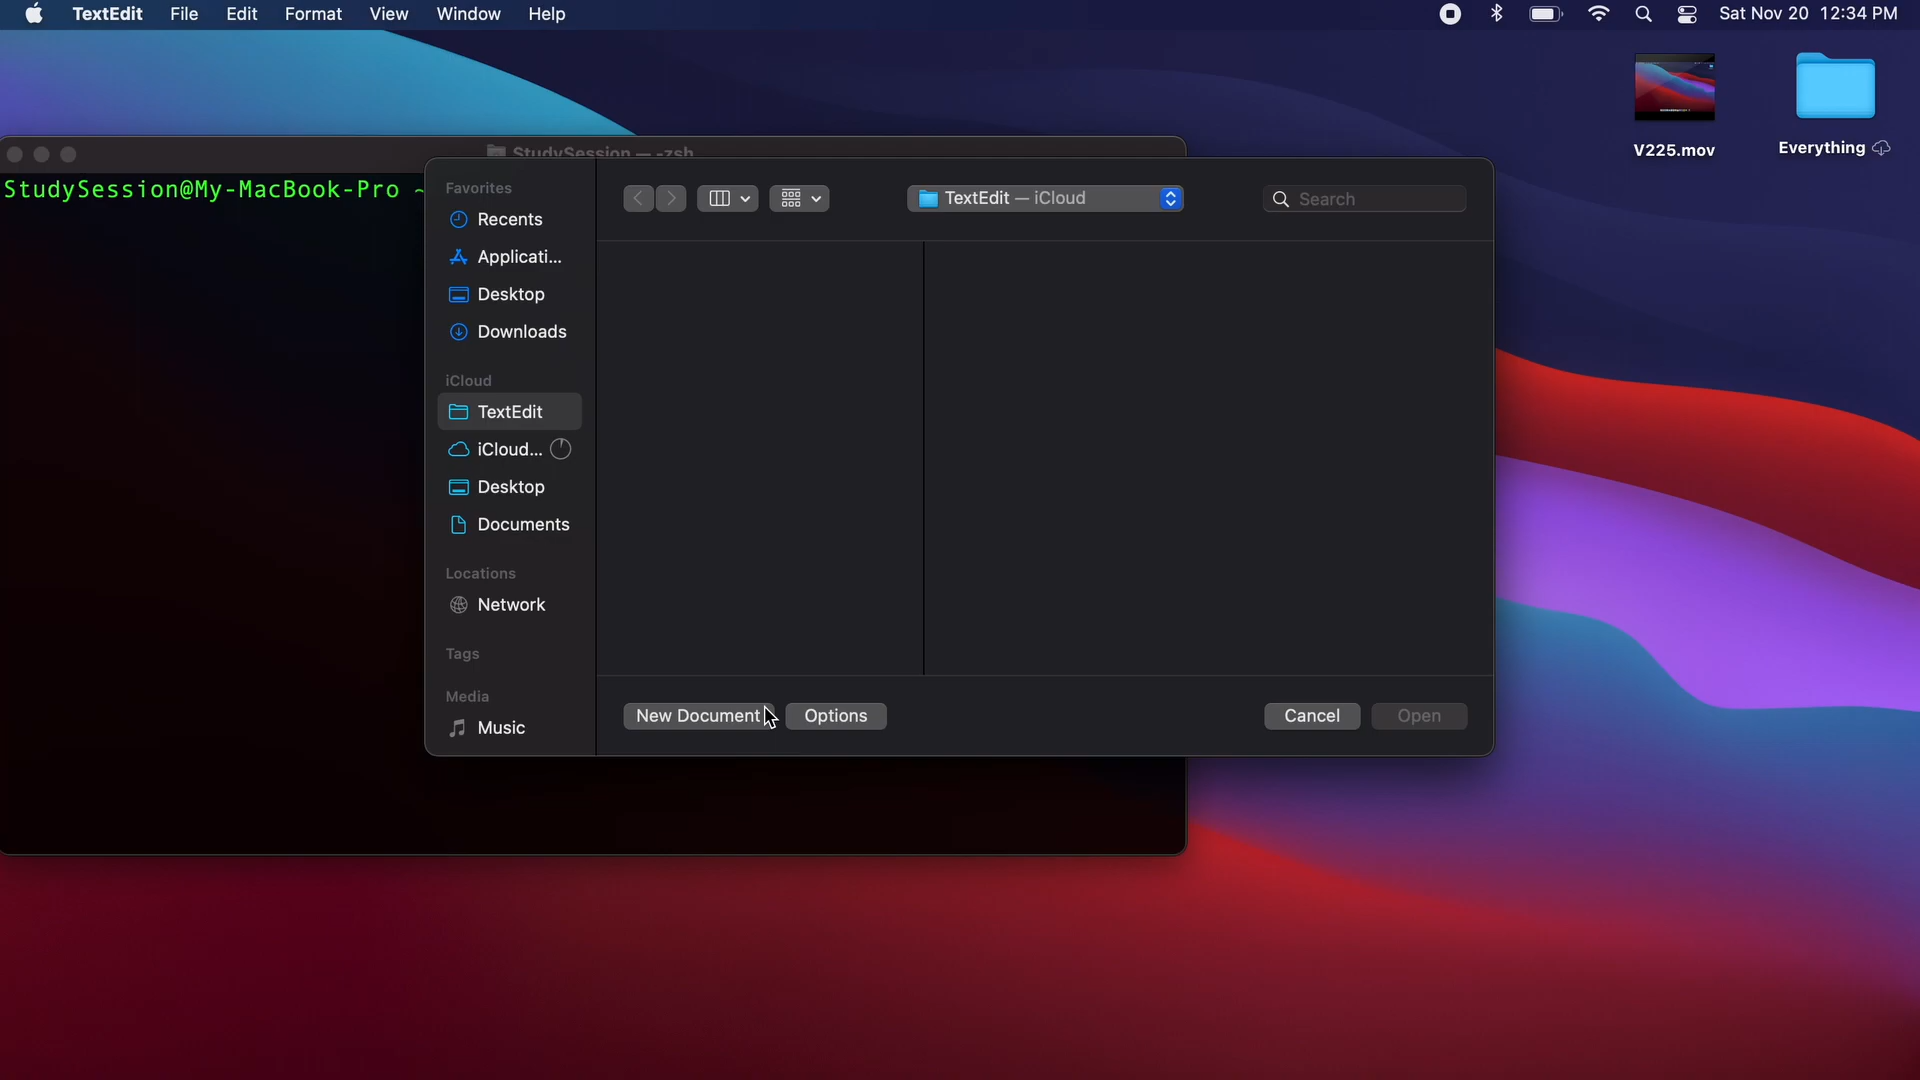 TextEdit File Edit Format View Window Help Sat Nov 20 12:34 PM
V225.mov
Everything
StudySession — -zsh
StudySession@My-MacBook-Pro ~
Favorites
Recents
Applicati...
Desktop
Downloads
iCloud
TextEdit
iCloud...
Desktop
Documents
Locations
Network
Tags
Media
Music
TextEdit — iCloud
Search
New Document
Options
Cancel
Open